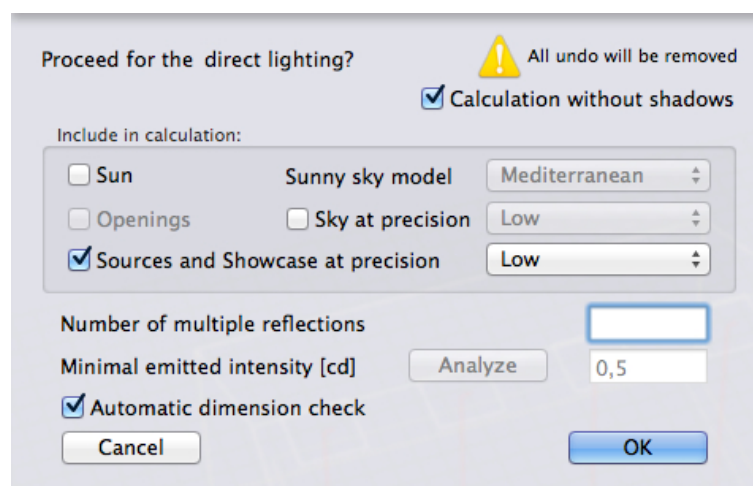 Proceed for the direct lighting?
All undo will be removed
Calculation without shadows
Include in calculation:
Sun Sunny sky model Mediterranean
Openings Sky at precision Low
Sources and Showcase at precision Low
Number of multiple reflections
Minimal emitted intensity [cd] Analyze 0,5
Automatic dimension check
Cancel OK